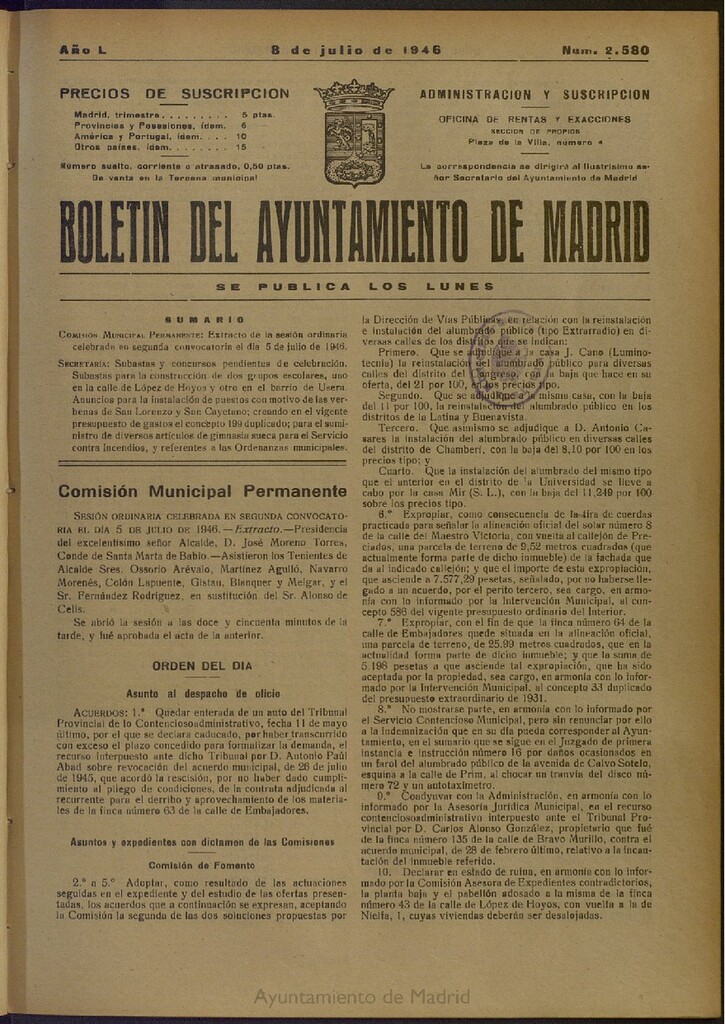 Año L
8 de julio de 1946
Num. 2.580
PRECIOS DE SUSCRIPCION
Madrid, trimestre . . . . . . . . . 5 ptas.
Provincias y Posesiones, ídem. 6
América y Portugal, ídem. . . . 10
Otros países, ídem. . . . . . . . 15
Número suelto, corriente o atrasado, 0,50 ptas.
De venta en la Tercena municipal
ADMINISTRACION Y SUSCRIPCION
OFICINA DE RENTAS Y EXACCIONES
SECCION DE PROPIOS
Plaza de la Villa, número 4
La correspondencia se dirigirá al Ilustrísimo se-
ñor Secretario del Ayuntamiento de Madrid
BOLETIN DEL AYUNTAMIENTO DE MADRID
SE PUBLICA LOS LUNES
SUMARIO
COMISIÓN MUNICIPAL PERMANENTE: Extracto de la sesión ordinaria
celebrada en segunda convocatoria el día 5 de julio de 1946.
SECRETARÍA: Subastas y concursos pendientes de celebración.
Subastas para la construcción de dos grupos escolares, uno
en la calle de López de Hoyos y otro en el barrio de Usera.
Anuncios para la instalación de puestos con motivo de las ver-
benas de San Lorenzo y San Cayetano; creando en el vigente
presupuesto de gastos el concepto 199 duplicado; para el sumi-
nistro de diversos artículos de gimnasia sueca para el Servicio
contra Incendios, y referentes a las Ordenanzas municipales.
Comisión Municipal Permanente
SESIÓN ORDINARIA CELEBRADA EN SEGUNDA CONVOCATO-
RIA EL DÍA 5 DE JULIO DE 1946.—Extracto.—Presidencia
del excelentísimo señor Alcalde, D. José Moreno Torres,
Conde de Santa Marta de Babío.—Asistieron los Tenientes de
Alcalde Sres. Ossorio Arévalo, Martínez Agulló, Navarro
Morenés, Colón Lapuente, Gistau, Blanquer y Melgar, y el
Sr. Fernández Rodríguez, en sustitución del Sr. Alonso de
Celis.
Se abrió la sesión a las doce y cincuenta minutos de la
tarde, y fué aprobada el acta de la anterior.
ORDEN DEL DIA
Asunto al despacho de oficio
ACUERDOS: 1.º Quedar enterada de un auto del Tribunal
Provincial de lo Contenciosoadministrativo, fecha 11 de mayo
último, por el que se declara caducado, por haber transcurrido
con exceso el plazo concedido para formalizar la demanda, el
recurso interpuesto ante dicho Tribunal por D. Antonio Paúl
Abad sobre revocación del acuerdo municipal, de 26 de julio
de 1945, que acordó la rescisión, por no haber dado cumpli-
miento al pliego de condiciones, de la contrata adjudicada al
recurrente para el derribo y aprovechamiento de los materia-
les de la finca número 63 de la calle de Embajadores.
Asuntos y expedientes con dictamen de las Comisiones
Comisión de Fomento
2.º a 5.º Adoptar, como resultado de las actuaciones
seguidas en el expediente y del estudio de las ofertas presen-
tadas, los acuerdos que a continuación se expresan, aceptando
la Comisión la segunda de las dos soluciones propuestas por
la Dirección de Vías Públicas, en relación con la reinstalación
e instalación del alumbrado público (tipo Extrarradio) en di-
versas calles de los distritos que se indican:
Primero. Que se adjudique a la casa J. Cano (Lumino-
tecnia) la reinstalación del alumbrado público para diversas
calles del distrito del Congreso, con la baja que hace en su
oferta, del 21 por 100, en los precios tipo.
Segundo. Que se adjudique a la misma casa, con la baja
del 11 por 100, la reinstalación de alumbrado público en los
distritos de la Latina y Buenavista.
Tercero. Que asimismo se adjudique a D. Antonio Ca-
sares la instalación del alumbrado público en diversas calles
del distrito de Chamberí, con la baja del 8,10 por 100 en los
precios tipo; y
Cuarto. Que la instalación del alumbrado del mismo tipo
que el anterior en el distrito de la Universidad se lleve a
cabo por la casa Mir (S. L.), con la baja del 11,249 por 100
sobre los precios tipo.
6.º Expropiar, como consecuencia de la tira de cuerdas
practicada para señalar la alineación oficial del solar número 8
de la calle del Maestro Victoria, con vuelta al callejón de Pre-
ciados, una parcela de terreno de 9,52 metros cuadrados (que
actualmente forma parte de dicho inmueble) de la fachada que
da al indicado callejón; y que el importe de esta expropiación,
que asciende a 7.577,29 pesetas, señalado, por no haberse lle-
gado a un acuerdo, por el perito tercero, sea cargo, en armo-
nía con lo informado por la Intervención Municipal, al con-
cepto 586 del vigente presupuesto ordinario del Interior.
7.º Expropiar, con el fin de que la finca número 64 de la
calle de Embajadores quede situada en la alineación oficial,
una parcela de terreno, de 25,99 metros cuadrados, que en la
actualidad forma parte de dicho inmueble; y que la suma de
5.198 pesetas a que asciende tal expropiación, que ha sido
aceptada por la propiedad, sea cargo, en armonía con lo infor-
mado por la Intervención Municipal, al concepto 33 duplicado
del presupuesto extraordinario de 1931.
8.º No mostrarse parte, en armonía con lo informado por
el Servicio Contencioso Municipal, pero sin renunciar por ello
a la indemnización que en su día pueda corresponder al Ayun-
tamiento, en el sumario que se sigue en el Juzgado de primera
instancia e instrucción número 16 por daños ocasionados en
un farol del alumbrado público de la avenida de Calvo Sotelo,
esquina a la calle de Prim, al chocar un tranvía del disco nú-
mero 72 y un autotaxímetro.
9.º Coadyuvar con la Administración, en armonía con lo
informado por la Asesoría Jurídica Municipal, en el recurso
contenciosoadministrativo interpuesto ante el Tribunal Pro-
vincial por D. Carlos Alonso González, propietario que fué
de la finca número 135 de la calle de Bravo Murillo, contra el
acuerdo municipal, de 28 de febrero último, relativo a la incau-
tación del inmueble referido.
10. Declarar en estado de ruina, en armonía con lo infor-
mado por la Comisión Asesora de Expedientes contradictorios,
la planta baja y el pabellón adosado a la misma de la finca
número 43 de la calle de López de Hoyos, con vuelta a la de
Nielfa, 1, cuyas viviendas deberán ser desalojadas.
Ayuntamiento de Madrid